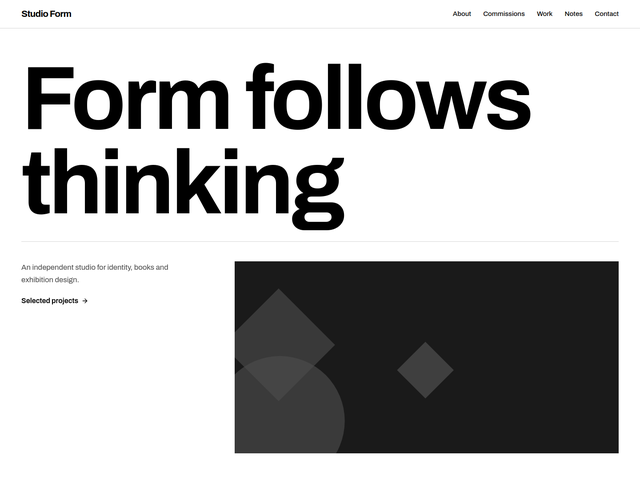 Studio Form
About Commissions Work Notes Contact
Form follows
thinking
An independent studio for identity, books and
exhibition design.
Selected projects →